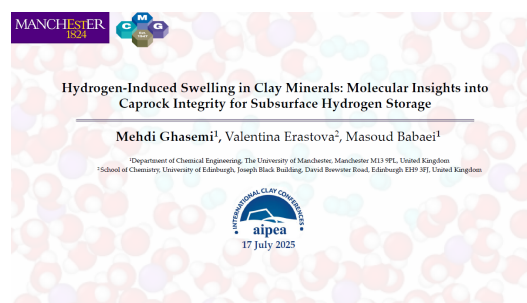 MANCHESTER
1824
C M G
Hydrogen-Induced Swelling in Clay Minerals: Molecular Insights into
Caprock Integrity for Subsurface Hydrogen Storage
Mehdi Ghasemi¹, Valentina Erastova², Masoud Babaei¹
¹Department of Chemical Engineering, The University of Manchester, Manchester M13 9PL, United Kingdom
²School of Chemistry, University of Edinburgh, Joseph Black Building, David Brewster Road, Edinburgh EH9 3FJ, United Kingdom
INTERNATIONAL CLAY CONFERENCES
aipea
17 July 2025